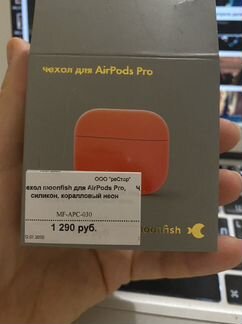 чехол для AirPods Pro
ООО "реСтор"
ехол moonfish для AirPods Pro,
силикон, коралловый неон
MF-APC-030
1 290 руб.
moonfish